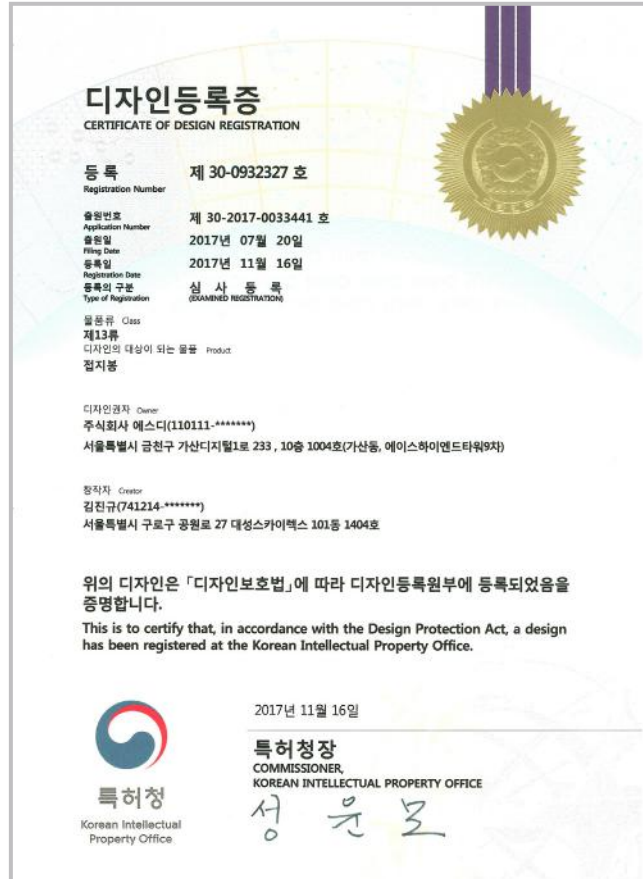 디자인등록증
CERTIFICATE OF DESIGN REGISTRATION
등 록 제 30-0932327 호
Registration Number
출원번호 제 30-2017-0033441 호
Application Number
출원일 2017년 07월 20일
Filing Date
등록일 2017년 11월 16일
Registration Date
등록의 구분 심 사 등 록
Type of Registration (EXAMINED REGISTRATION)
물품류 Class
제13류
디자인의 대상이 되는 물품 Product
접지봉
디자인권자 Owner
주식회사 에스디(110111-*******)
서울특별시 금천구 가산디지털1로 233 , 10층 1004호(가산동, 에이스하이엔드타워9차)
창작자 Creator
김진규(741214-*******)
서울특별시 구로구 공원로 27 대성스카이렉스 101동 1404호
위의 디자인은 「디자인보호법」에 따라 디자인등록원부에 등록되었음을
증명합니다.
This is to certify that, in accordance with the Design Protection Act, a design
has been registered at the Korean Intellectual Property Office.
2017년 11월 16일
특허청장
COMMISSIONER,
KOREAN INTELLECTUAL PROPERTY OFFICE
성 윤 모
특허청
Korean Intellectual
Property Office